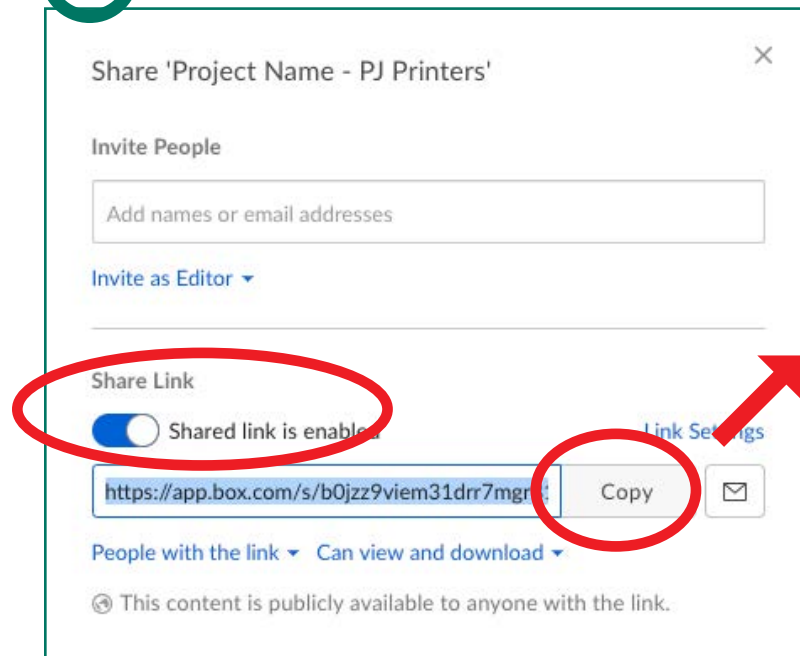 Share 'Project Name - PJ Printers'
Invite People
Add names or email addresses
Invite as Editor
Share Link
Shared link is enabled Link Settings
https://app.box.com/s/b0jzz9viem31drr7mgr Copy
People with the link Can view and download
This content is publicly available to anyone with the link.